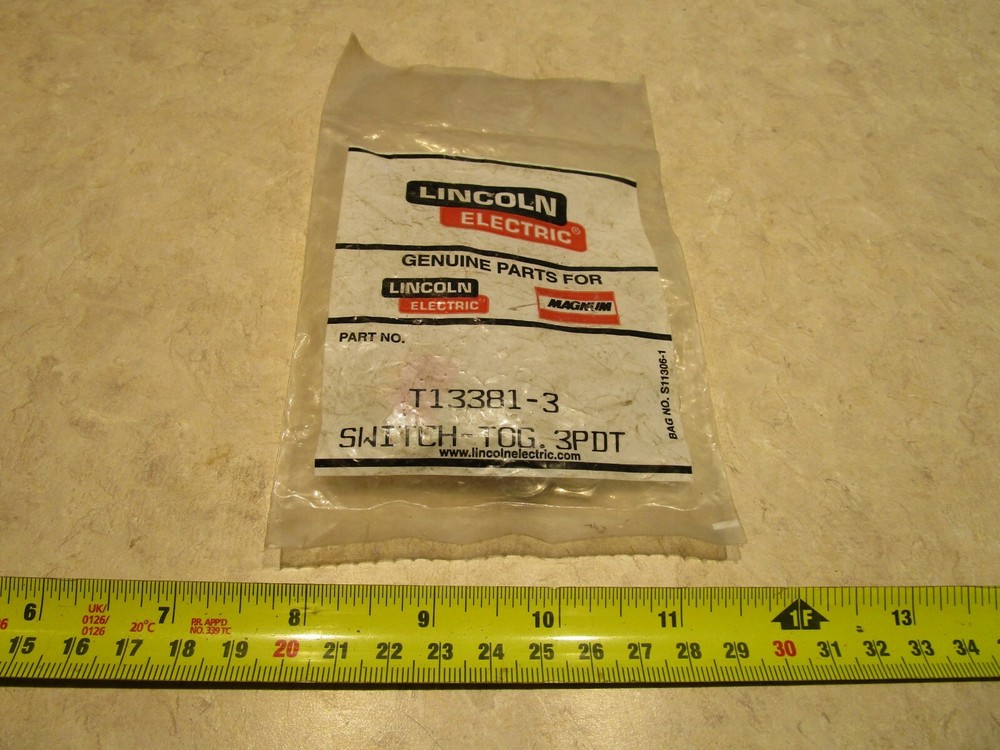 LINCOLN
ELECTRIC®
GENUINE PARTS FOR
LINCOLN
ELECTRIC
MAGNUM
PART NO.
T13381-3
SWITCH-TOG.3PDT
www.lincolnelectric.com
BAG NO. S11306-1
6 7 8 9 10 11 1F 13
UK/
0126/
0126
20°C
P.R. APP'D
NO. 339 TC
15 16 17 18 19 20 21 22 23 24 25 26 27 28 29 30 31 32 33 34